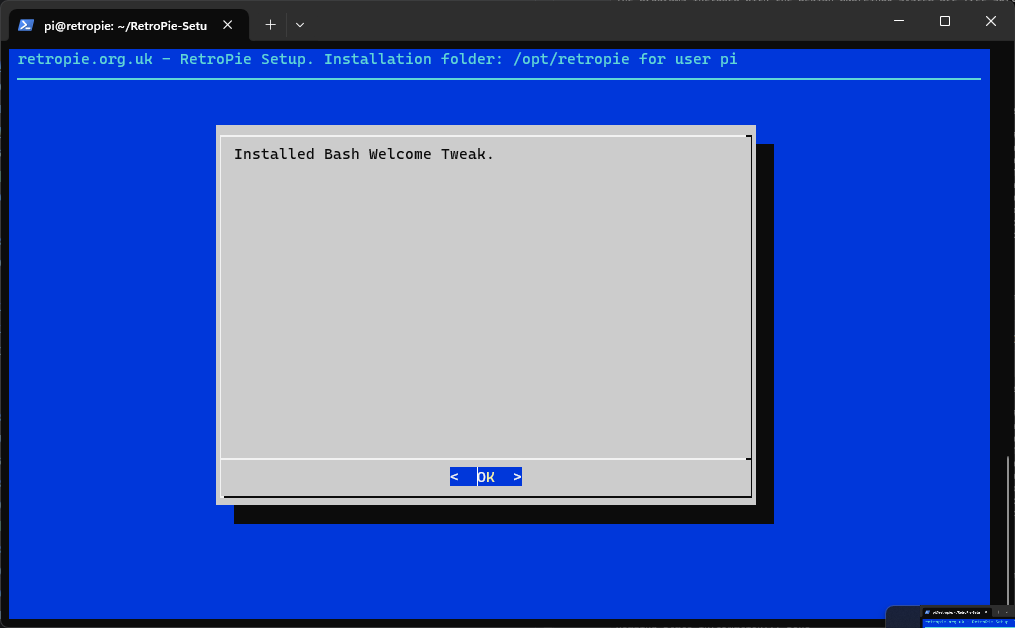 pi@retropie: ~/RetroPie-Setu
retropie.org.uk - RetroPie Setup. Installation folder: /opt/retropie for user pi
Installed Bash Welcome Tweak.
< OK >